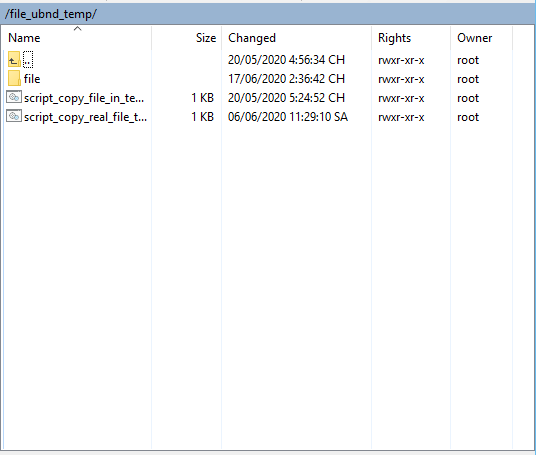 /file_ubnd_temp/
Name Size Changed Rights Owner
.. 20/05/2020 4:56:34 CH rwxr-xr-x root
file 17/06/2020 2:36:42 CH rwxr-xr-x root
script_copy_file_in_te... 1 KB 20/05/2020 5:24:52 CH rwxr-xr-x root
script_copy_real_file_t... 1 KB 06/06/2020 11:29:10 SA rwxr-xr-x root